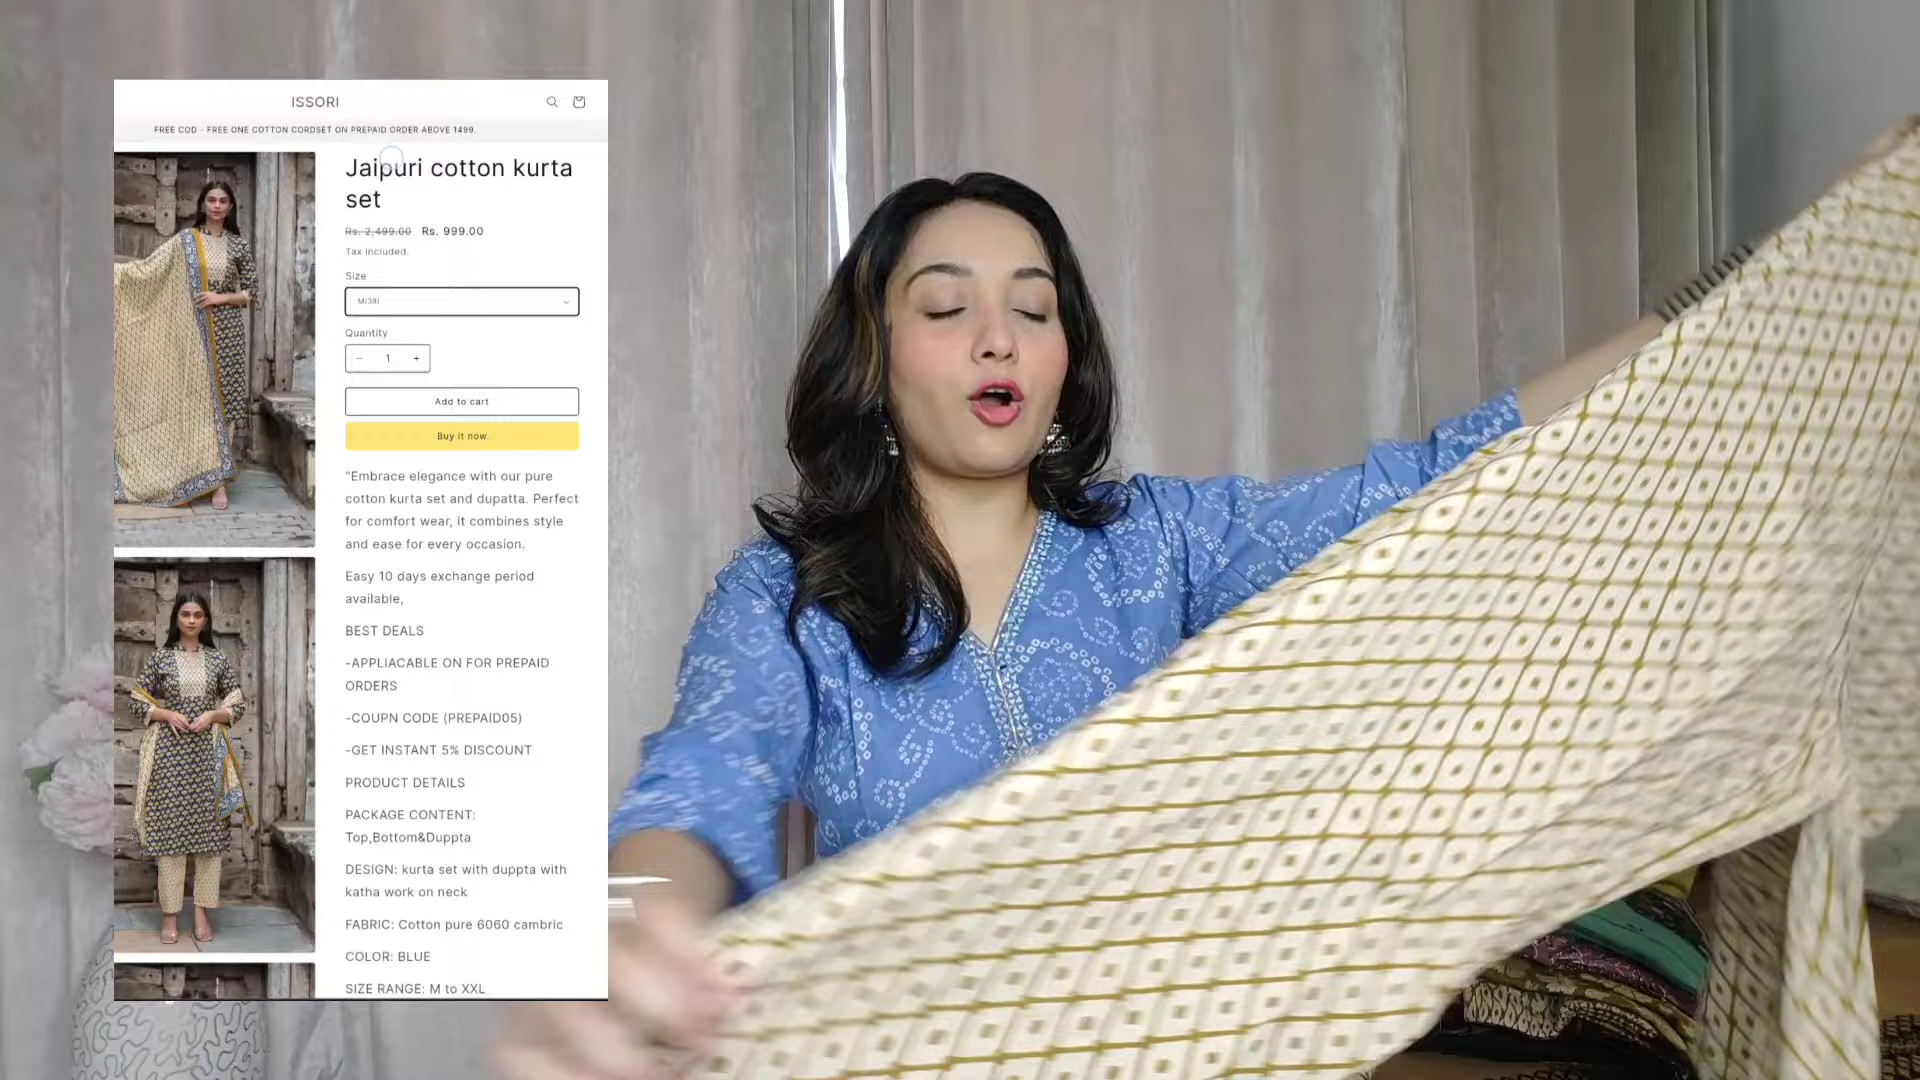 ISSORI
FREE COD - FREE ONE COTTON CORDSET ON PREPAID ORDER ABOVE 1499.
Jaipuri cotton kurta
set
Rs. 2,499.00 Rs. 999.00
Tax included.
Size
M(38)
Quantity
1
Add to cart
Buy it now
"Embrace elegance with our pure
cotton kurta set and dupatta. Perfect
for comfort wear, it combines style
and ease for every occasion.
Easy 10 days exchange period
available,
BEST DEALS
-APPLIACABLE ON FOR PREPAID
ORDERS
-COUPN CODE (PREPAID05)
-GET INSTANT 5% DISCOUNT
PRODUCT DETAILS
PACKAGE CONTENT:
Top,Bottom&Duppta
DESIGN: kurta set with duppta with
katha work on neck
FABRIC: Cotton pure 6060 cambric
COLOR: BLUE
SIZE RANGE: M to XXL